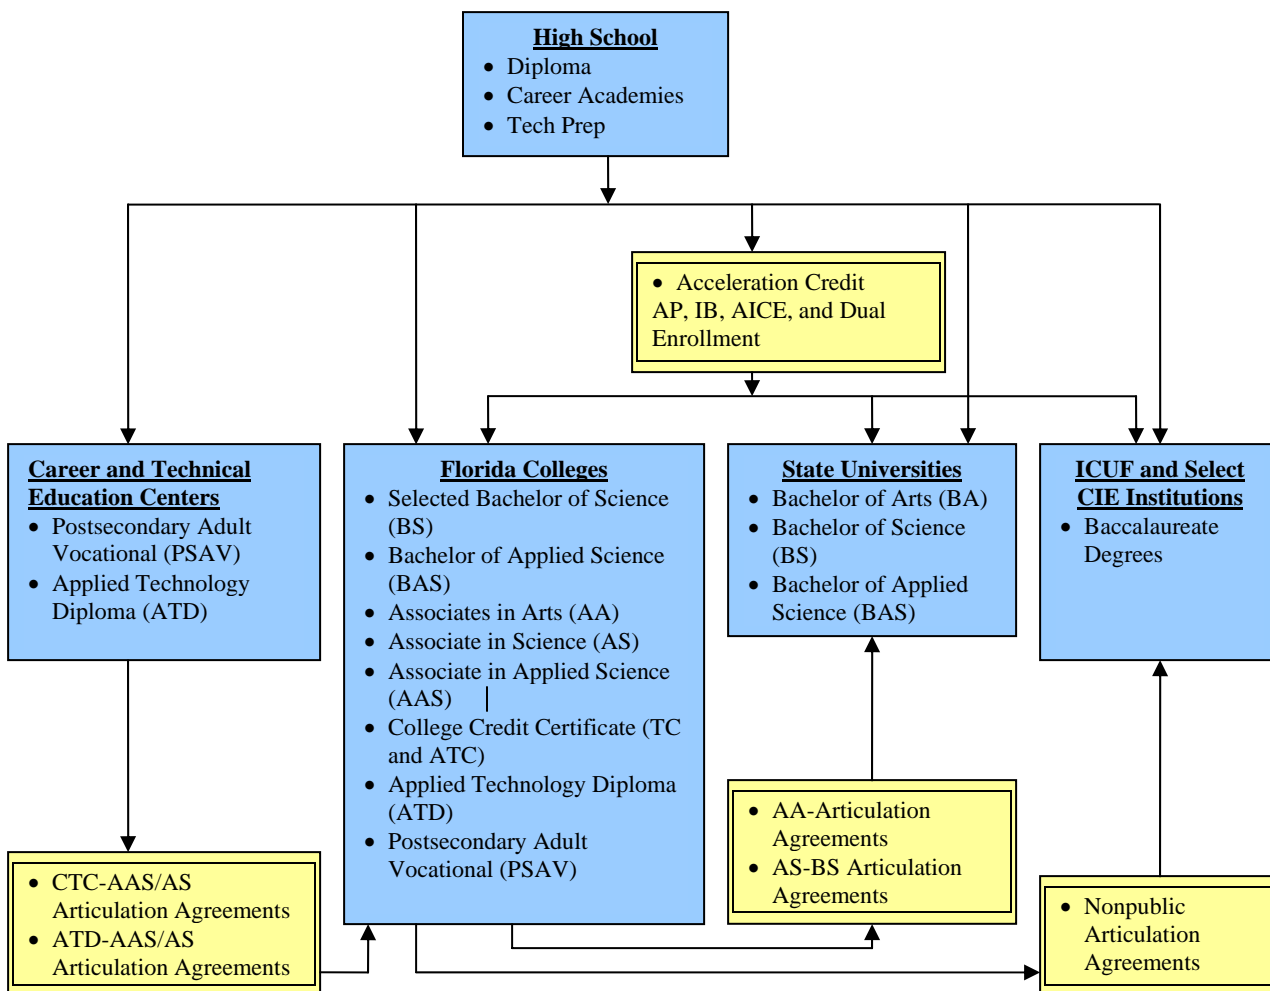 High School
• Diploma
• Career Academies
• Tech Prep
• Acceleration Credit
AP, IB, AICE, and Dual
Enrollment
Career and Technical
Education Centers
• Postsecondary Adult
Vocational (PSAV)
• Applied Technology
Diploma (ATD)
Florida Colleges
• Selected Bachelor of Science
(BS)
• Bachelor of Applied Science
(BAS)
• Associates in Arts (AA)
• Associate in Science (AS)
• Associate in Applied Science
(AAS)
• College Credit Certificate (TC
and ATC)
• Applied Technology Diploma
(ATD)
• Postsecondary Adult
Vocational (PSAV)
State Universities
• Bachelor of Arts (BA)
• Bachelor of Science
(BS)
• Bachelor of Applied
Science (BAS)
ICUF and Select
CIE Institutions
• Baccalaureate
Degrees
• CTC-AAS/AS
Articulation Agreements
• ATD-AAS/AS
Articulation Agreements
• AA-Articulation
Agreements
• AS-BS Articulation
Agreements
• Nonpublic
Articulation
Agreements